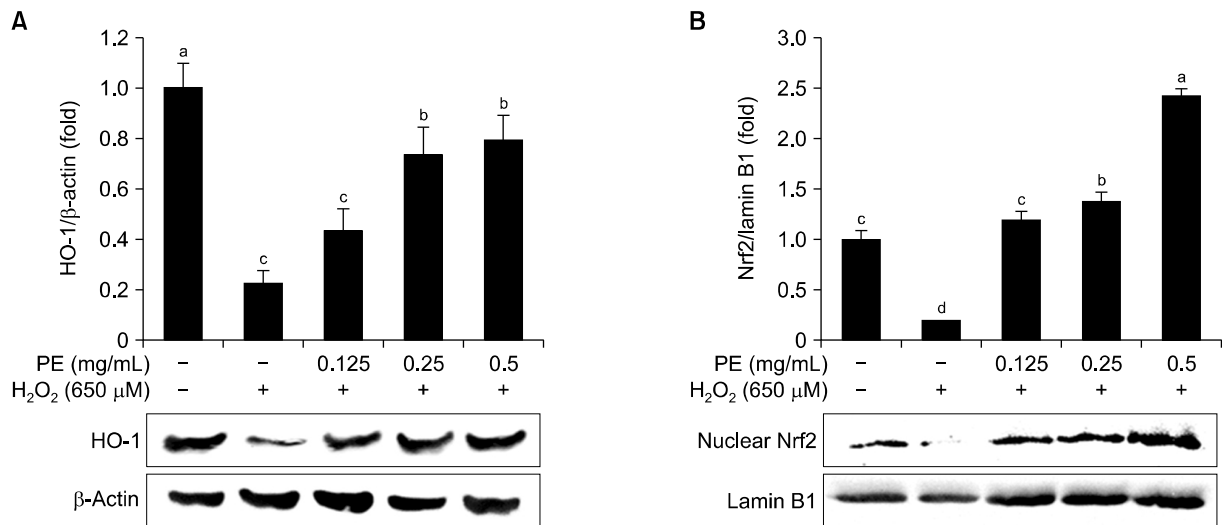 A
HO-1/β-actin (fold)
1.2
1.0
0.8
0.6
0.4
0.2
0
a
c
c
b
b
PE (mg/mL) − − 0.125 0.25 0.5
H₂O₂ (650 μM) − + + + +
HO-1
β-Actin
B
Nrf2/lamin B1 (fold)
3.0
2.5
2.0
1.5
1.0
0.5
0
c
d
c
b
a
PE (mg/mL) − − 0.125 0.25 0.5
H₂O₂ (650 μM) − + + + +
Nuclear Nrf2
Lamin B1